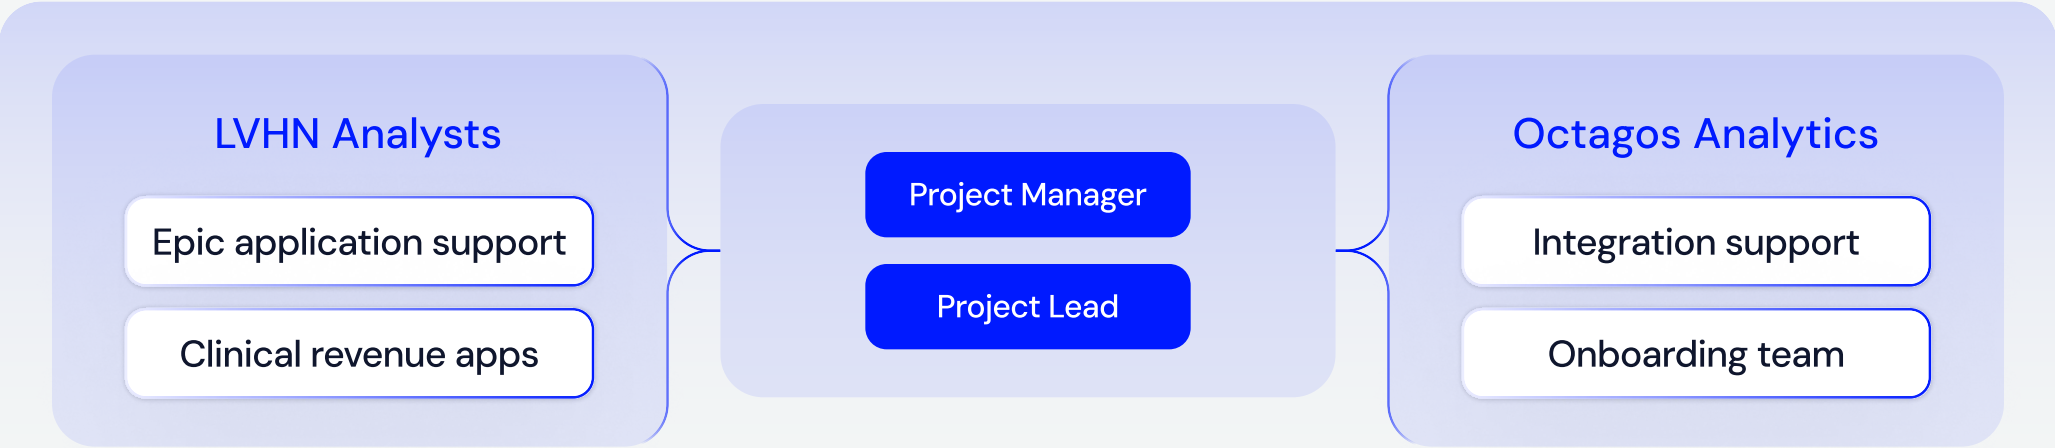 LVHN Analysts
Epic application support
Clinical revenue apps
Project Manager
Project Lead
Octagos Analytics
Integration support
Onboarding team